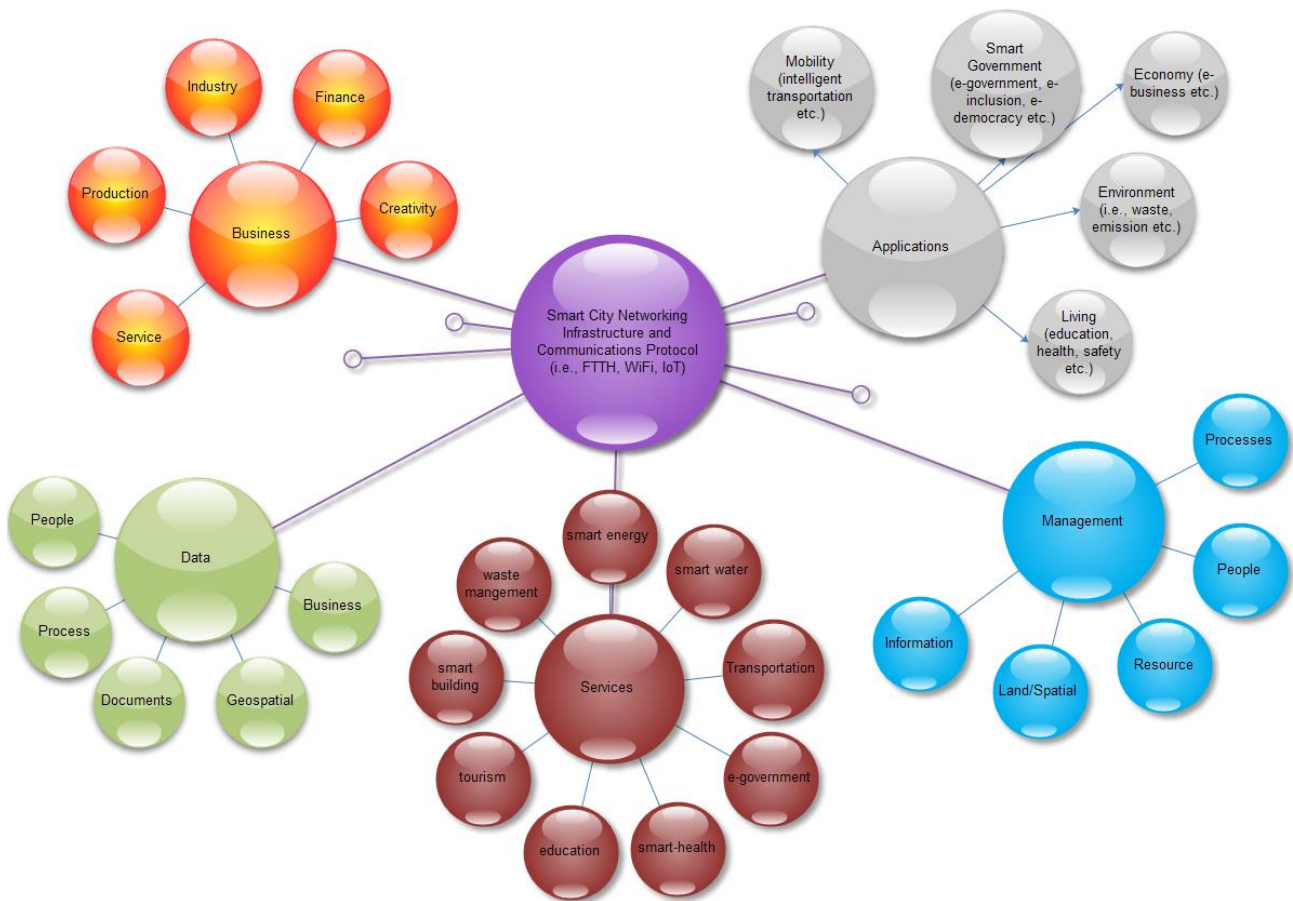 Industry
Finance
Production
Creativity
Business
Service
Mobility
(intelligent
transportation
etc.)
Smart
Government
(e-government, e-
inclusion, e-
democracy etc.)
Economy (e-
business etc.)
Environment
(i.e., waste,
emission etc.)
Applications
Living
(education,
health, safety
etc.)
Smart City Networking
Infrastructure and
Communications Protocol
(i.e., FTTH, WiFi, IoT)
People
Data
Business
Process
Documents
Geospatial
smart energy
smart water
waste
mangement
smart
building
Services
Transportation
tourism
e-government
education
smart-health
Processes
Management
People
Information
Resource
Land/Spatial